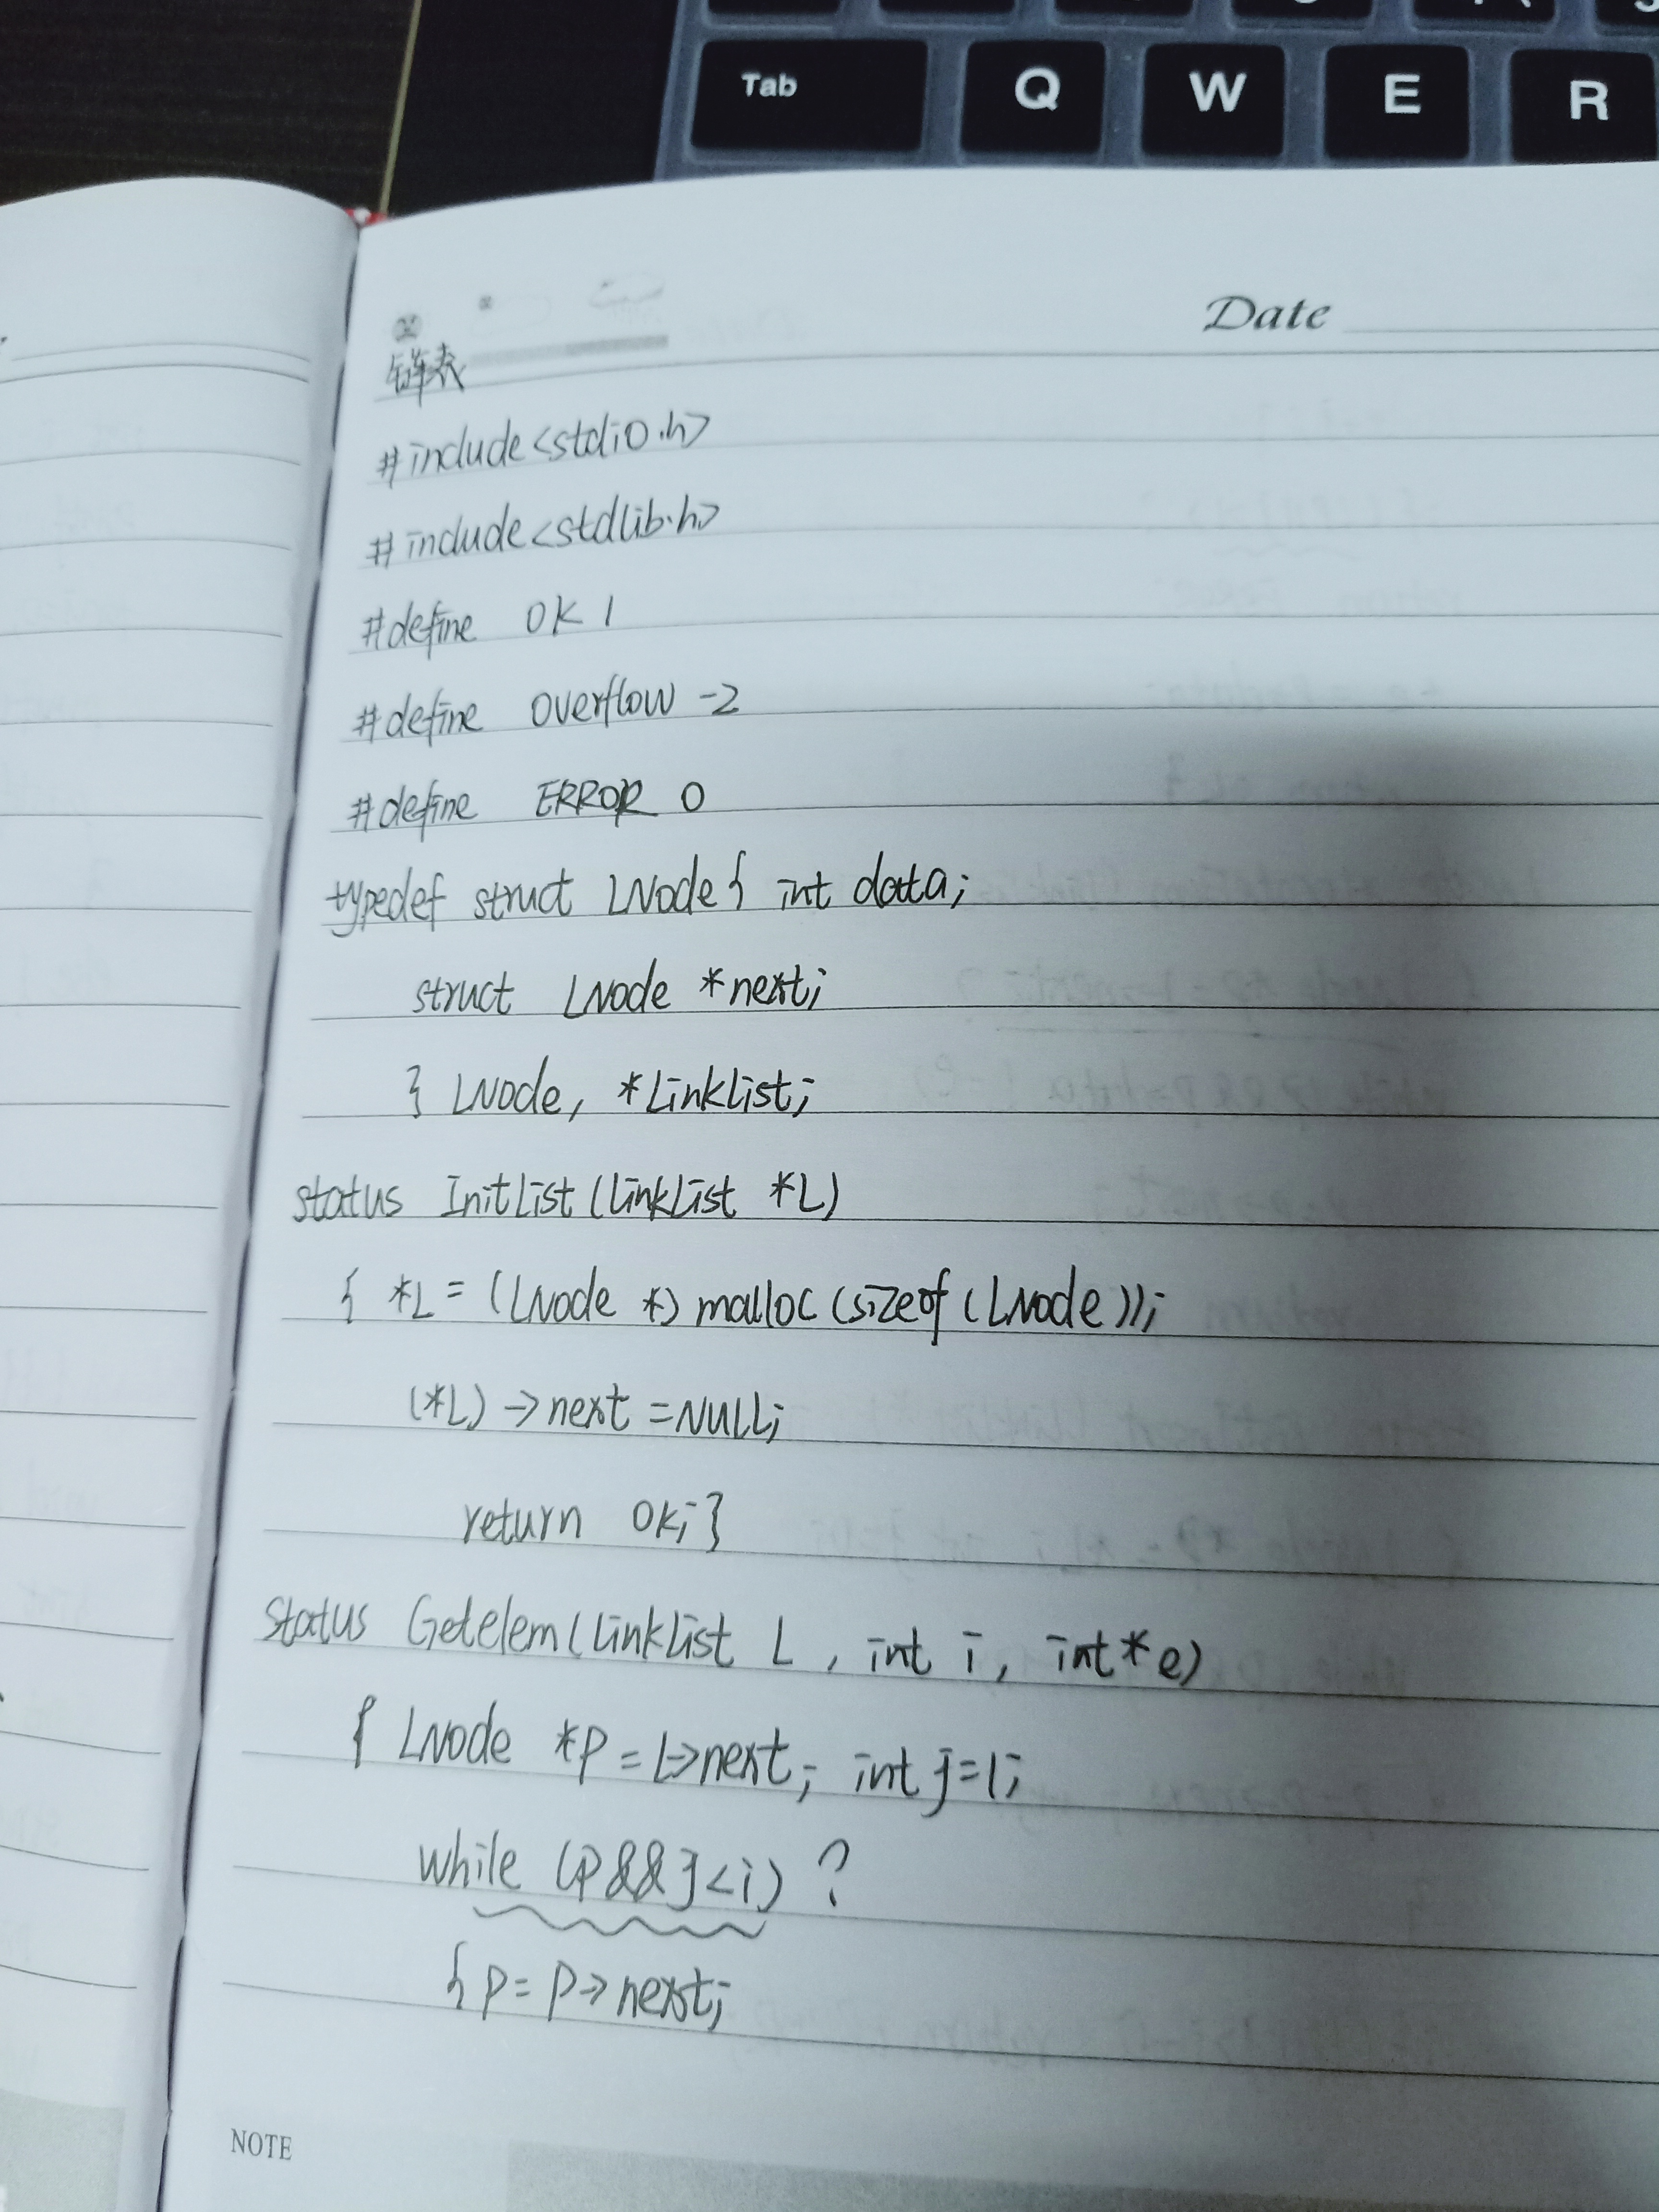 Tab Q W E R
Date
链表
#include<stdio.h>
#include<stdlib.h>
#define OK 1
#define overflow -2
#define ERROR 0
typedef struct LNode{ int data;
struct LNode *next;
} LNode, *LinkList;
status InitList(LinkList *L)
{ *L = (LNode *) malloc (sizeof (LNode));
(*L) -> next = NULL;
return OK; }
status Getelem(LinkList L , int i, int* e)
{ LNode *p = L->next; int j=1;
while (p&&j<i) ?
{ p = p -> next;
NOTE